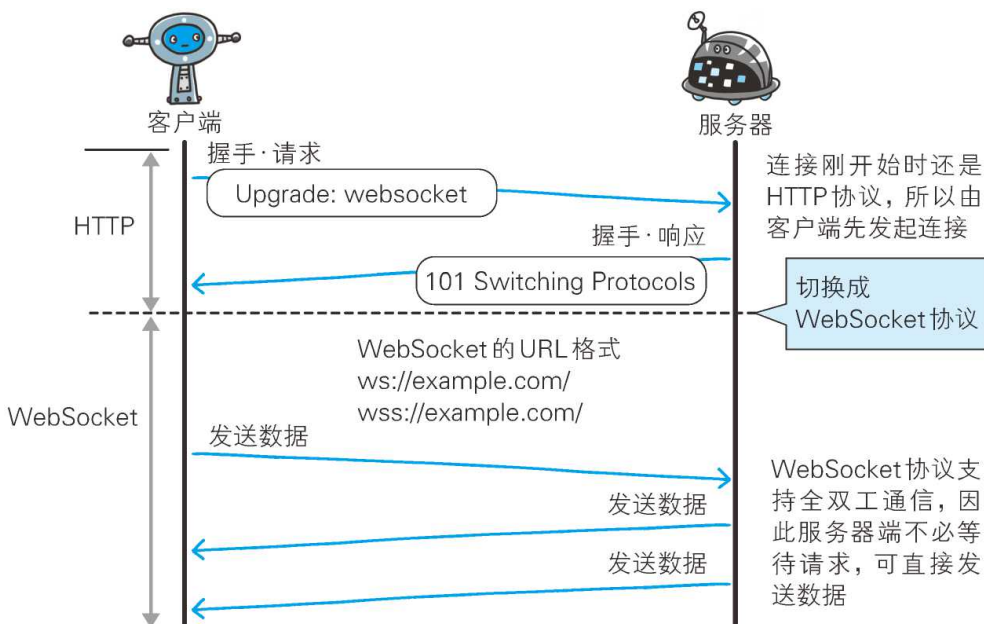 客户端
服务器
握手·请求
Upgrade: websocket
连接刚开始时还是
HTTP协议，所以由
客户端先发起连接
HTTP
握手·响应
101 Switching Protocols
切换成
WebSocket协议
WebSocket的URL格式
ws://example.com/
wss://example.com/
WebSocket
发送数据
发送数据
发送数据
WebSocket协议支
持全双工通信，因
此服务器端不必等
待请求，可直接发
送数据